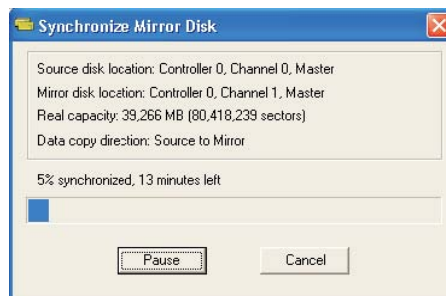 Synchronize Mirror Disk
Source disk location: Controller 0, Channel 0, Master
Mirror disk location: Controller 0, Channel 1, Master
Real capacity: 39,266 MB (80,418,239 sectors)
Data copy direction: Source to Mirror
5% synchronized, 13 minutes left
Pause Cancel